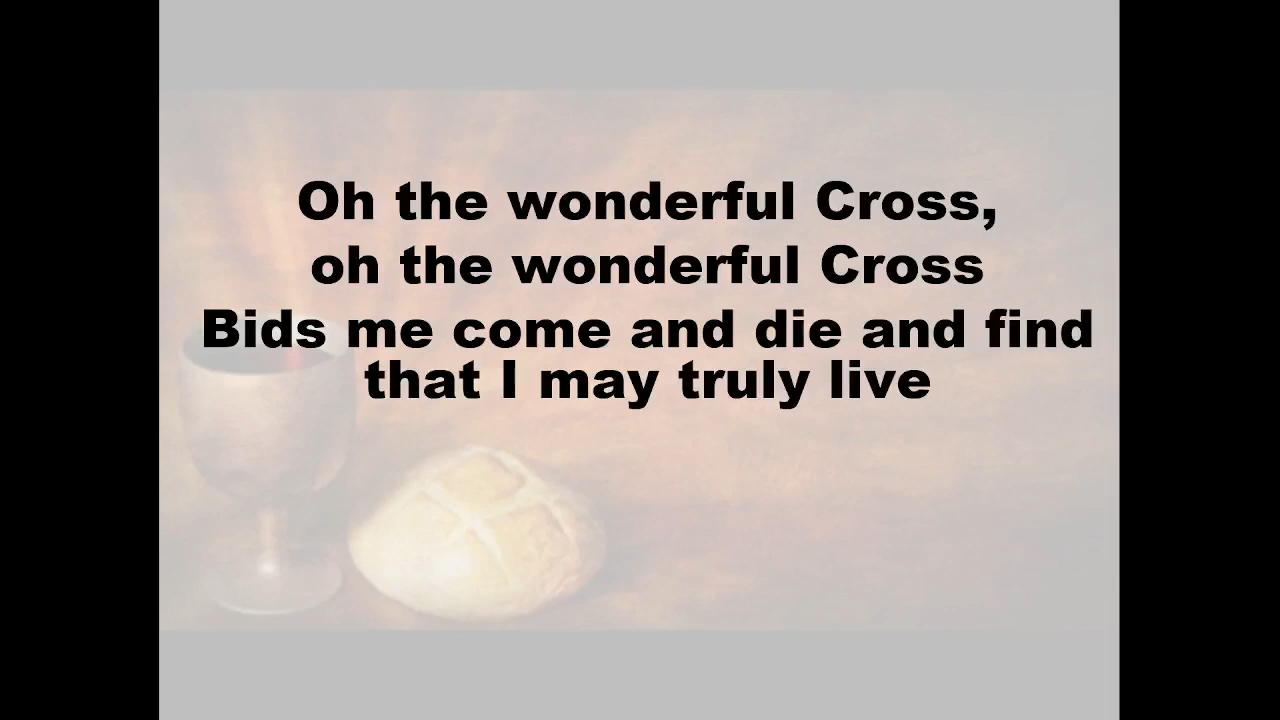 Oh the wonderful Cross,
oh the wonderful Cross
Bids me come and die and find
that I may truly live